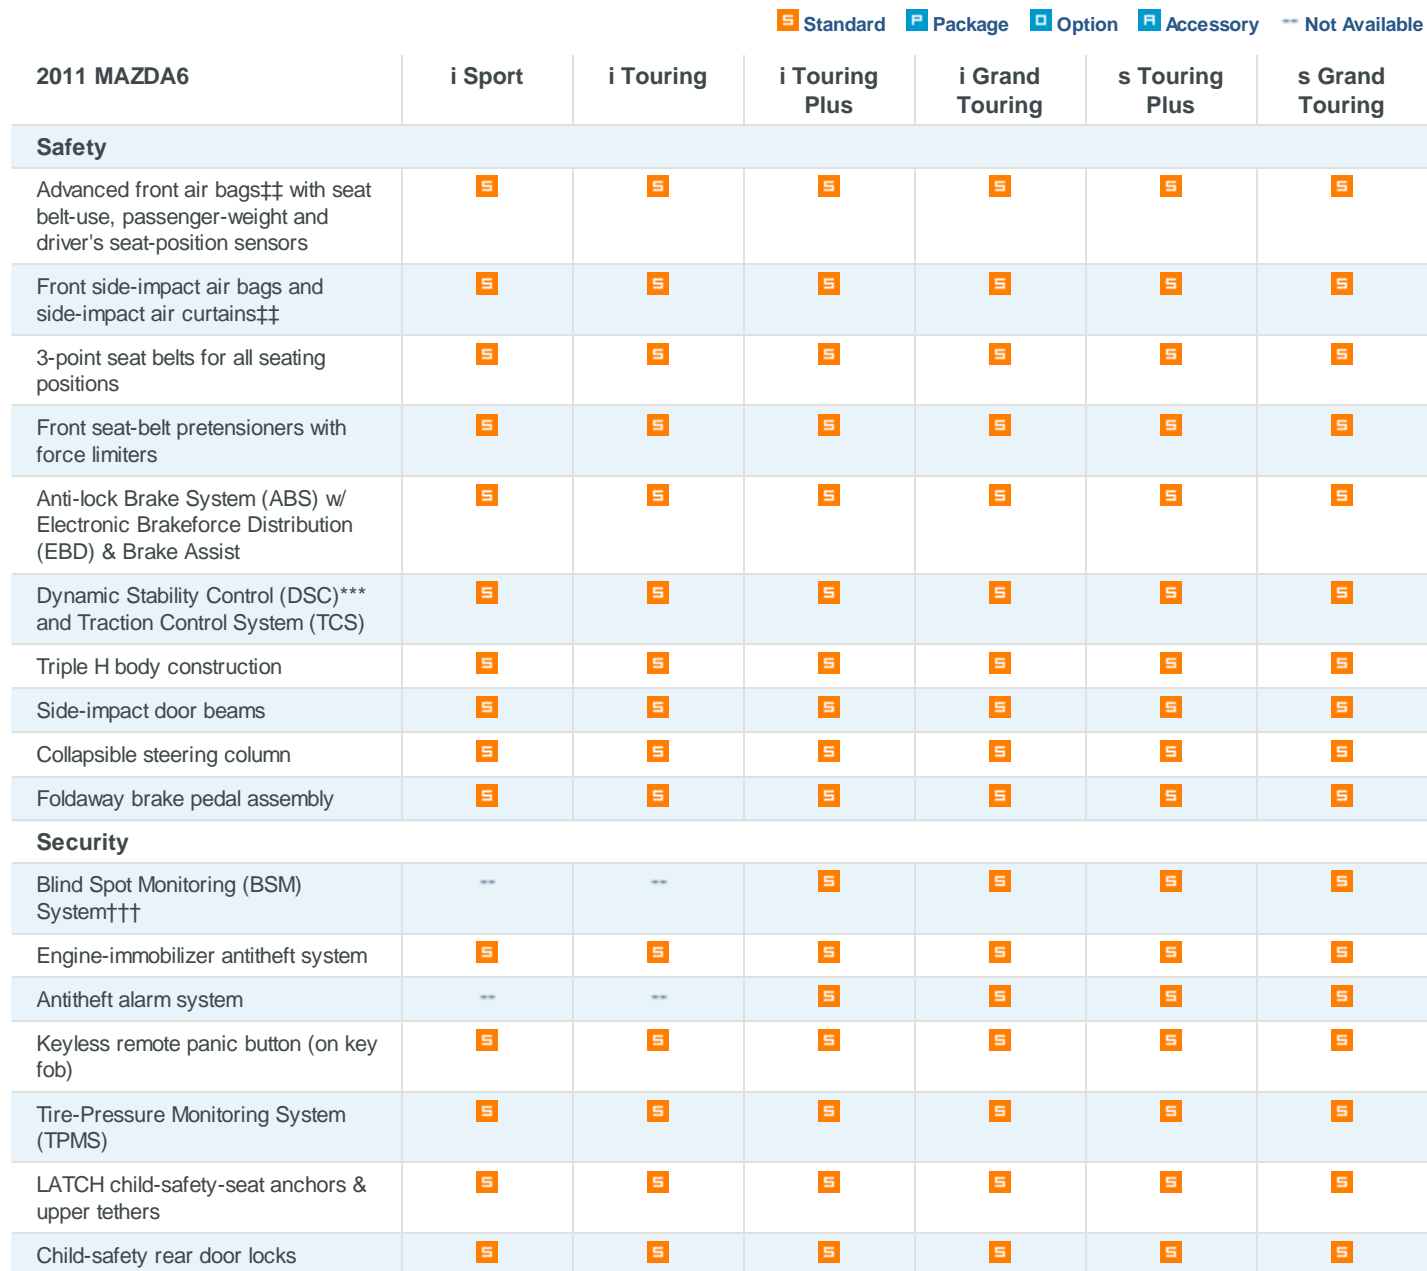 S Standard P Package O Option A Accessory -- Not Available
2011 MAZDA6 i Sport i Touring i Touring Plus i Grand Touring s Touring Plus s Grand Touring
Safety
Advanced front air bags‡‡ with seat
belt-use, passenger-weight and
driver's seat-position sensors
S S S S S S
Front side-impact air bags and
side-impact air curtains‡‡
S S S S S S
3-point seat belts for all seating
positions
S S S S S S
Front seat-belt pretensioners with
force limiters
S S S S S S
Anti-lock Brake System (ABS) w/
Electronic Brakeforce Distribution
(EBD) & Brake Assist
S S S S S S
Dynamic Stability Control (DSC)***
and Traction Control System (TCS)
S S S S S S
Triple H body construction S S S S S S
Side-impact door beams S S S S S S
Collapsible steering column S S S S S S
Foldaway brake pedal assembly S S S S S S
Security
Blind Spot Monitoring (BSM)
System†††
-- -- S S S S
Engine-immobilizer antitheft system S S S S S S
Antitheft alarm system -- -- S S S S
Keyless remote panic button (on key
fob)
S S S S S S
Tire-Pressure Monitoring System
(TPMS)
S S S S S S
LATCH child-safety-seat anchors &
upper tethers
S S S S S S
Child-safety rear door locks S S S S S S